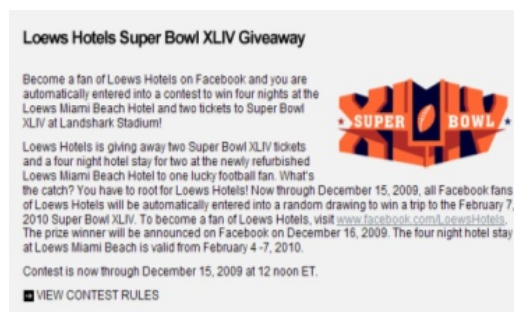 Loews Hotels Super Bowl XLIV Giveaway
Become a fan of Loews Hotels on Facebook and you are
automatically entered into a contest to win four nights at the
Loews Miami Beach Hotel and two tickets to Super Bowl
XLIV at Landshark Stadium!
XLIV
SUPER BOWL
Loews Hotels is giving away two Super Bowl XLIV tickets
and a four night hotel stay for two at the newly refurbished
Loews Miami Beach Hotel to one lucky football fan. What's
the catch? You have to root for Loews Hotels! Now through December 15, 2009, all Facebook fans
of Loews Hotels will be automatically entered into a random drawing to win a trip to the February 7,
2010 Super Bowl XLIV. To become a fan of Loews Hotels, visit www.facebook.com/LoewsHotels.
The prize winner will be announced on Facebook on December 16, 2009. The four night hotel stay
at Loews Miami Beach is valid from February 4 -7, 2010.
Contest is now through December 15, 2009 at 12 noon ET.
VIEW CONTEST RULES